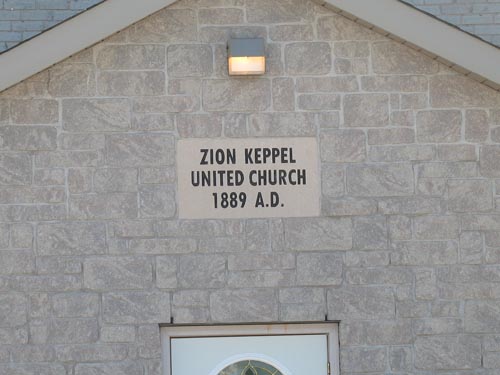 ZION KEPPEL
UNITED CHURCH
1889 A.D.